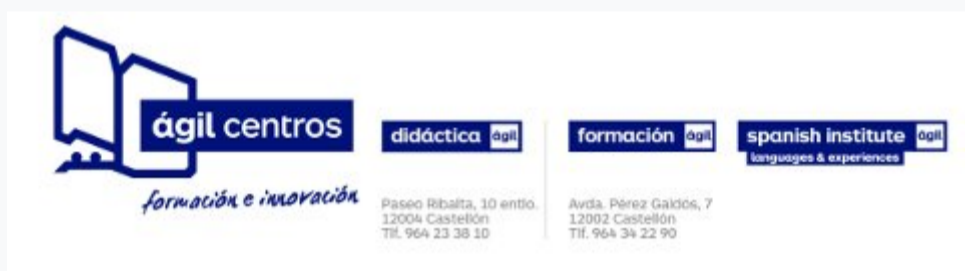 ágil centros
formación e innovación
didáctica ágil
Paseo Ribalta, 10 entlo.
12004 Castellón
Tlf. 964 23 38 10
formación ágil
Avda. Pérez Galdós, 7
12002 Castellón
Tlf. 964 34 22 90
spanish institute ágil
languages & experiences